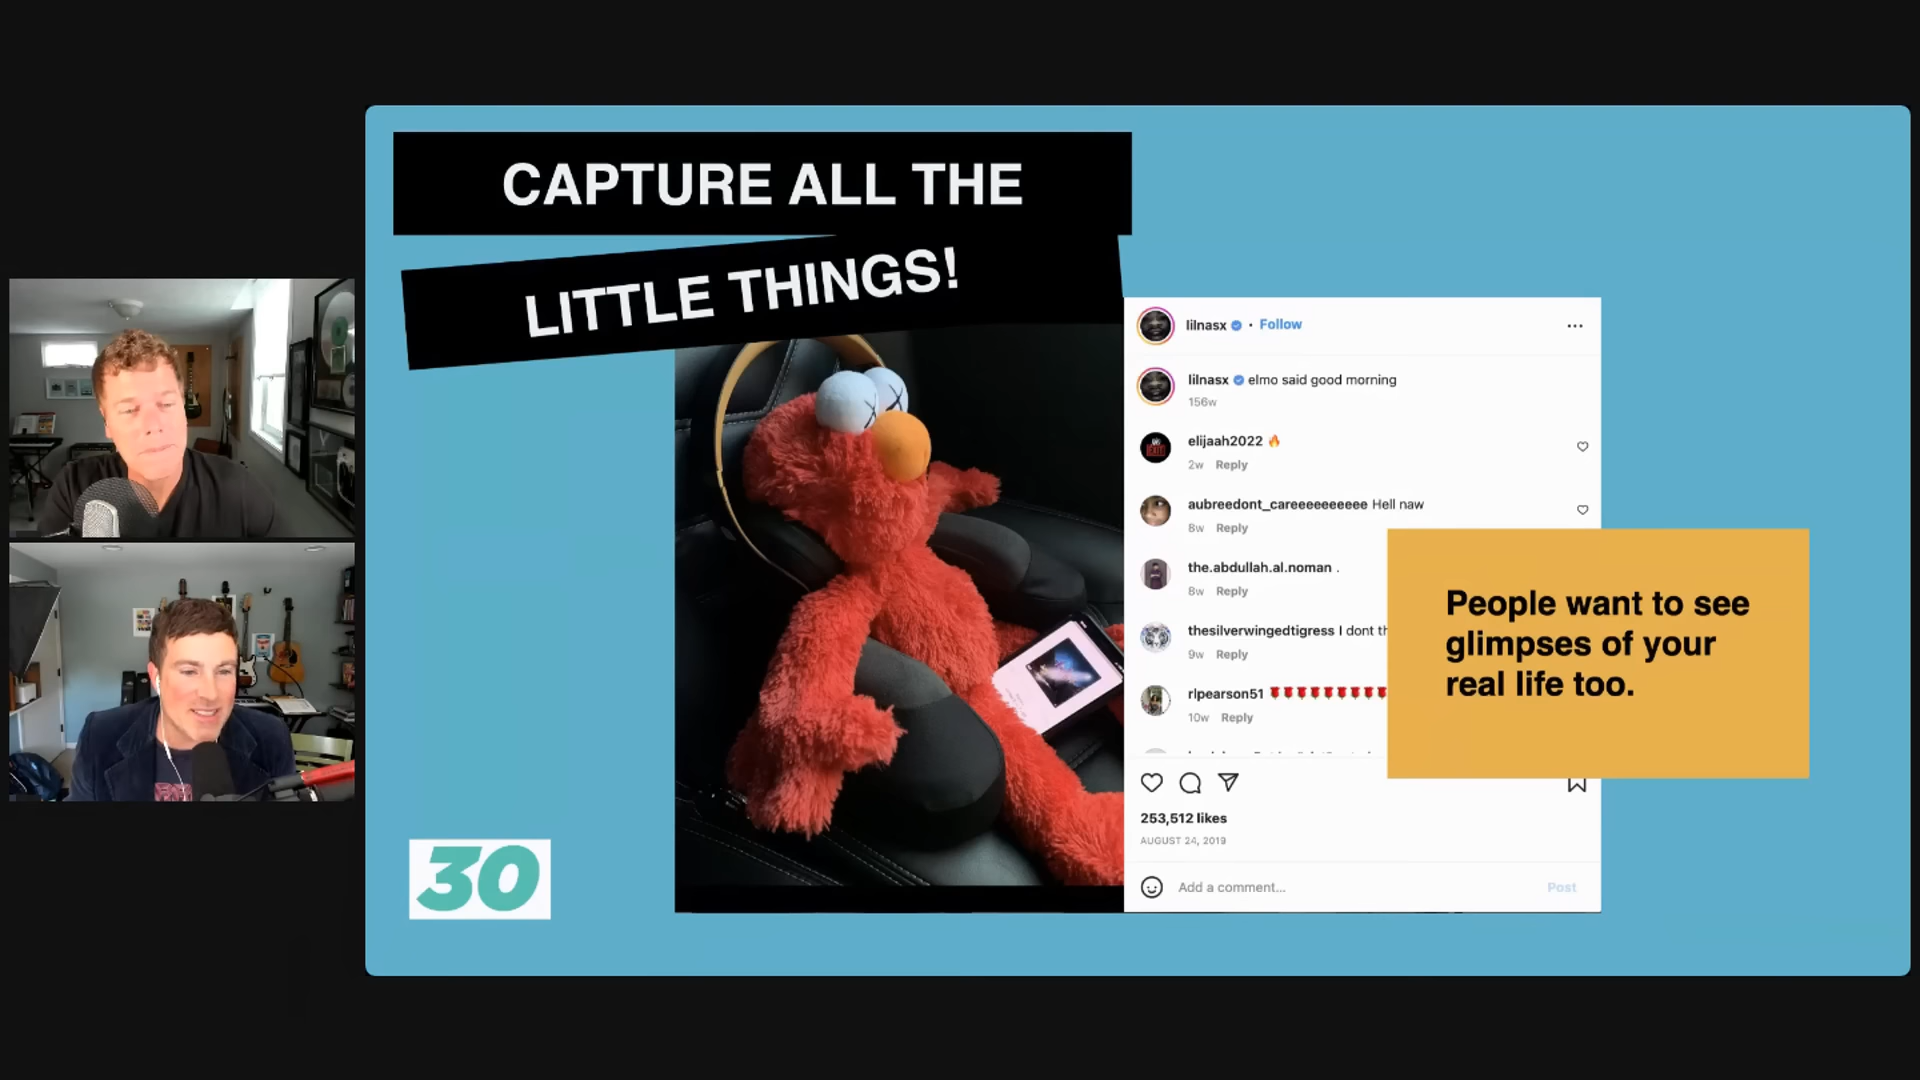 CAPTURE ALL THE
LITTLE THINGS!
lilnasx • Follow
lilnasx elmo said good morning
156w
elijaah2022 🔥
2w Reply
aubreedont_careeeeeeeeee Hell naw
8w Reply
the.abdullah.al.noman .
8w Reply
thesilverwingedtigress I dont th
9w Reply
rlpearson51 🌹🌹🌹🌹🌹🌹🌹🌹🌹
10w Reply
People want to see
glimpses of your
real life too.
253,512 likes
AUGUST 24, 2019
Add a comment... Post
30